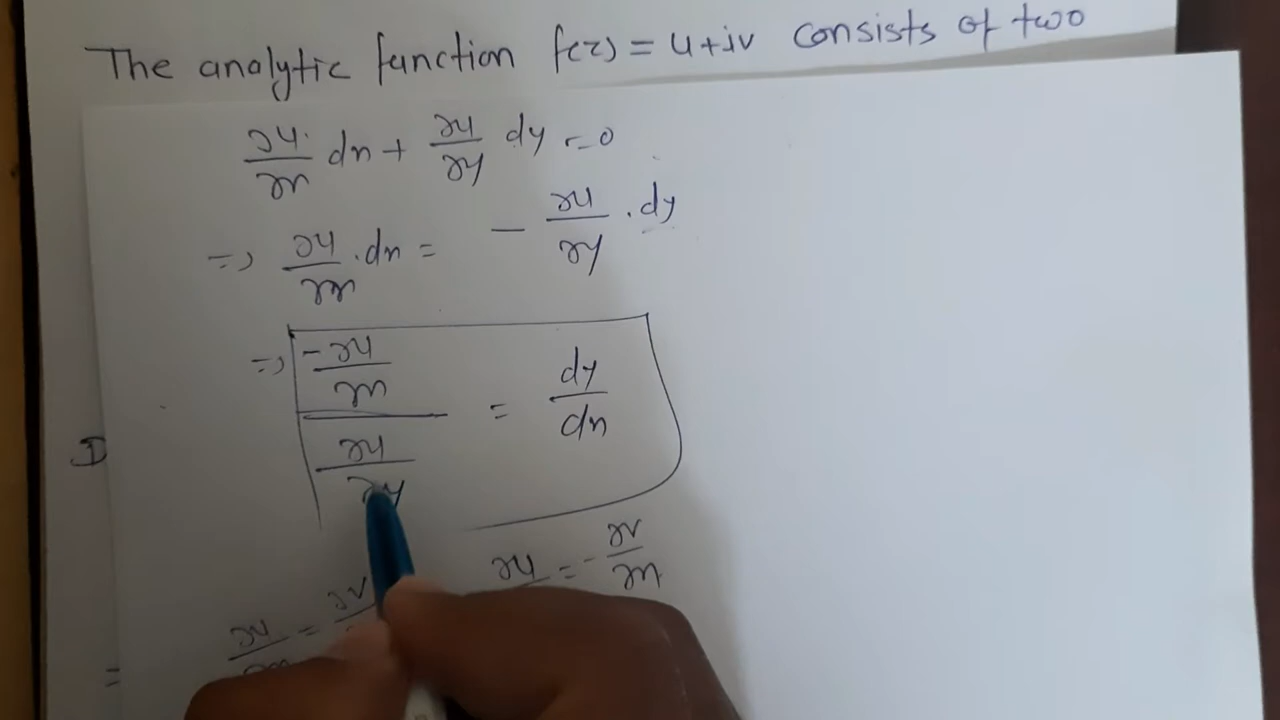 The analytic function f(z) = u+iv consists of two
∂u/∂x dx + ∂u/∂y dy = 0
=> ∂u/∂x . dx = - ∂u/∂y . dy
=> (-∂u/∂x)/(∂u/∂y) = dy/dx
D
∂u = ∂v
∂u = - ∂v/∂x
=